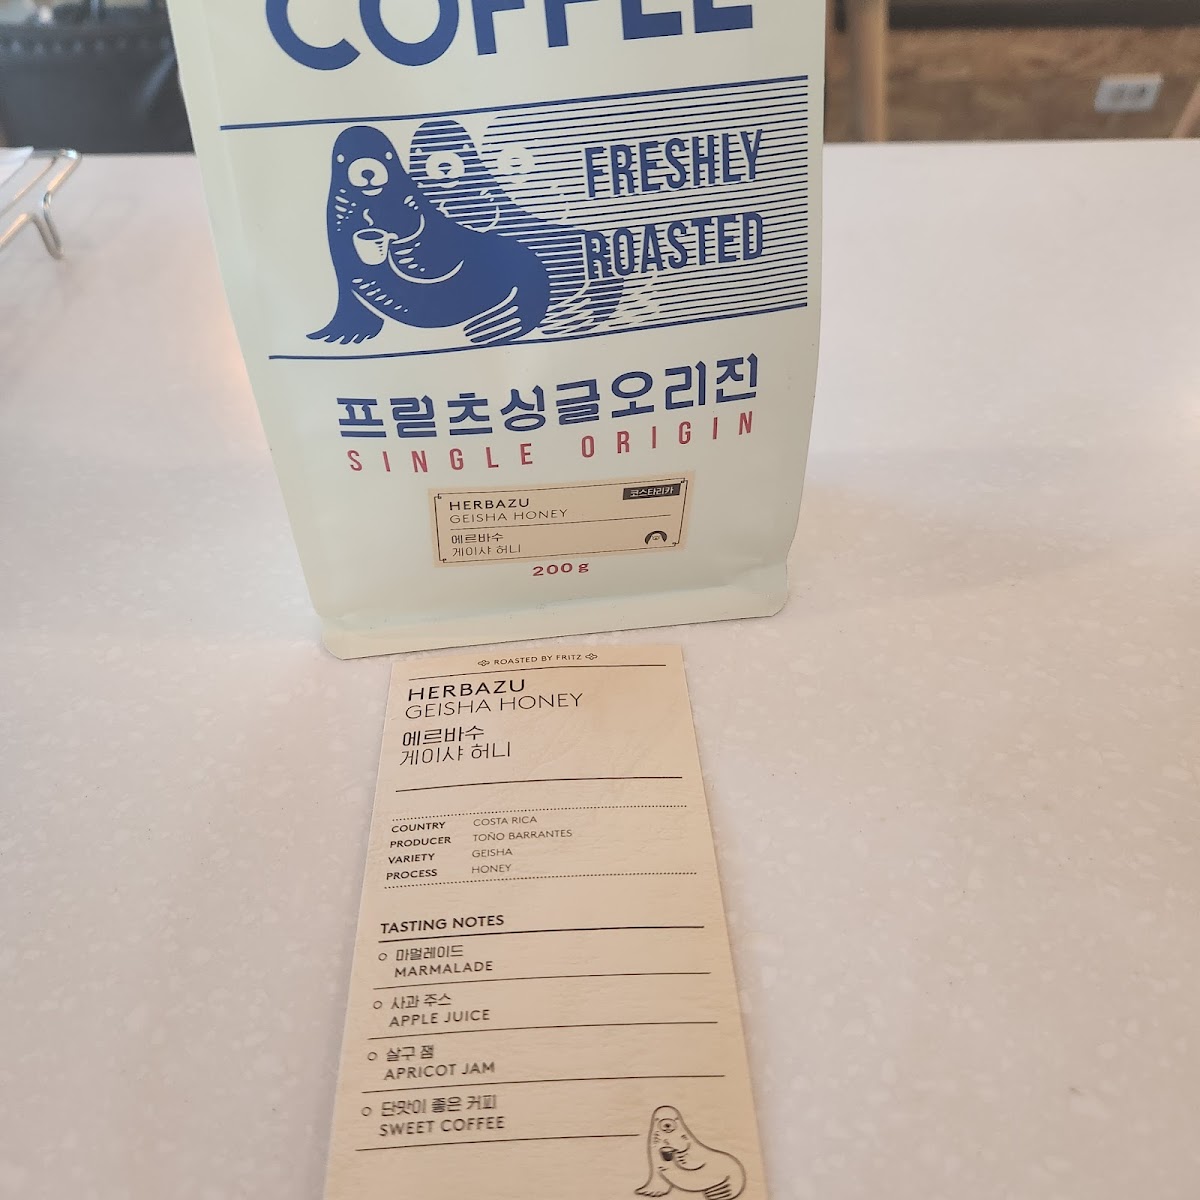 COFFEE
FRESHLY
ROASTED
프릳츠싱글오리진
SINGLE ORIGIN
HERBAZU
코스타리카
GEISHA HONEY
에르바수
게이샤 허니
200g
ROASTED BY FRITZ
HERBAZU
GEISHA HONEY
에르바수
게이샤 허니
COUNTRY COSTA RICA
PRODUCER TOÑO BARRANTES
VARIETY GEISHA
PROCESS HONEY
TASTING NOTES
마멀레이드
MARMALADE
사과 주스
APPLE JUICE
살구 잼
APRICOT JAM
단맛이 좋은 커피
SWEET COFFEE